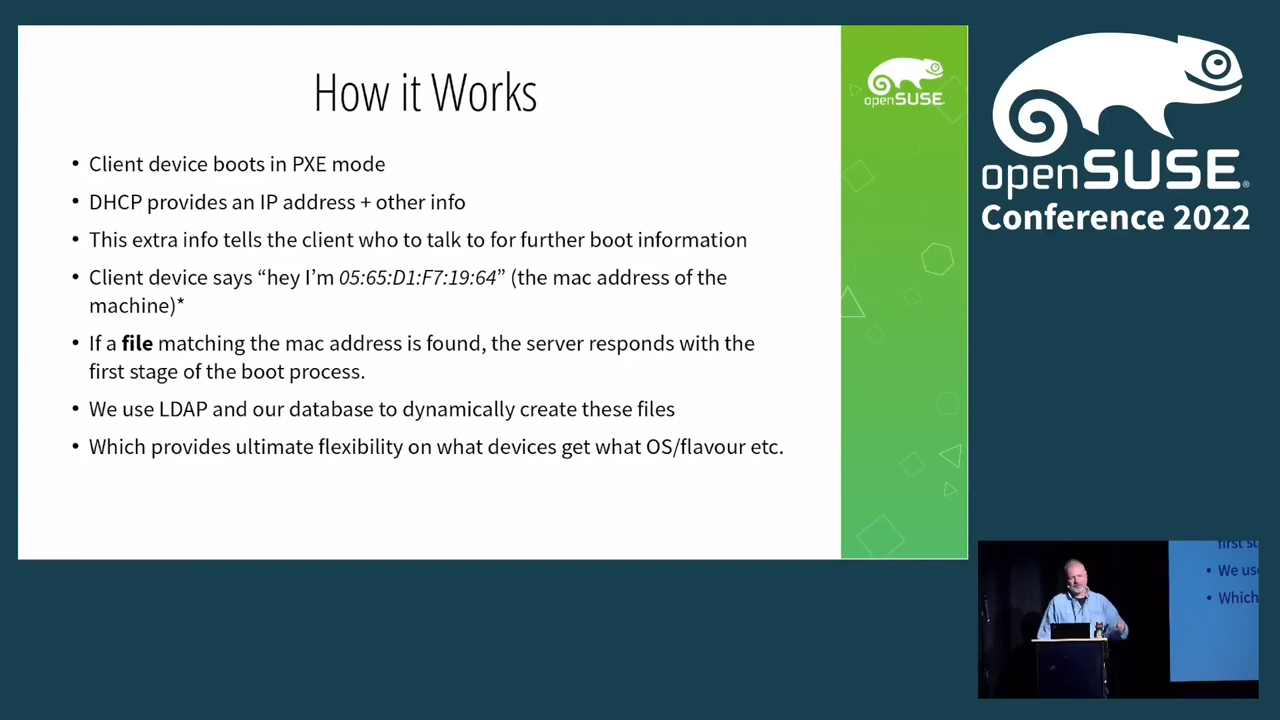 How it Works
• Client device boots in PXE mode
• DHCP provides an IP address + other info
• This extra info tells the client who to talk to for further boot information
• Client device says “hey I’m 05:65:D1:F7:19:64” (the mac address of the
machine)*
• If a file matching the mac address is found, the server responds with the
first stage of the boot process.
• We use LDAP and our database to dynamically create these files
• Which provides ultimate flexibility on what devices get what OS/flavour etc.
openSUSE
openSUSE®
Conference 2022
first st
• We use
• Which